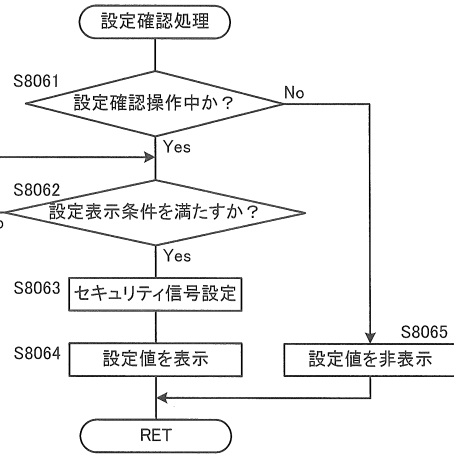 設定確認処理
S8061
設定確認操作中か？
No
Yes
S8062
設定表示条件を満たすか？
Yes
S8063
セキュリティ信号設定
S8064
設定値を表示
S8065
設定値を非表示
RET